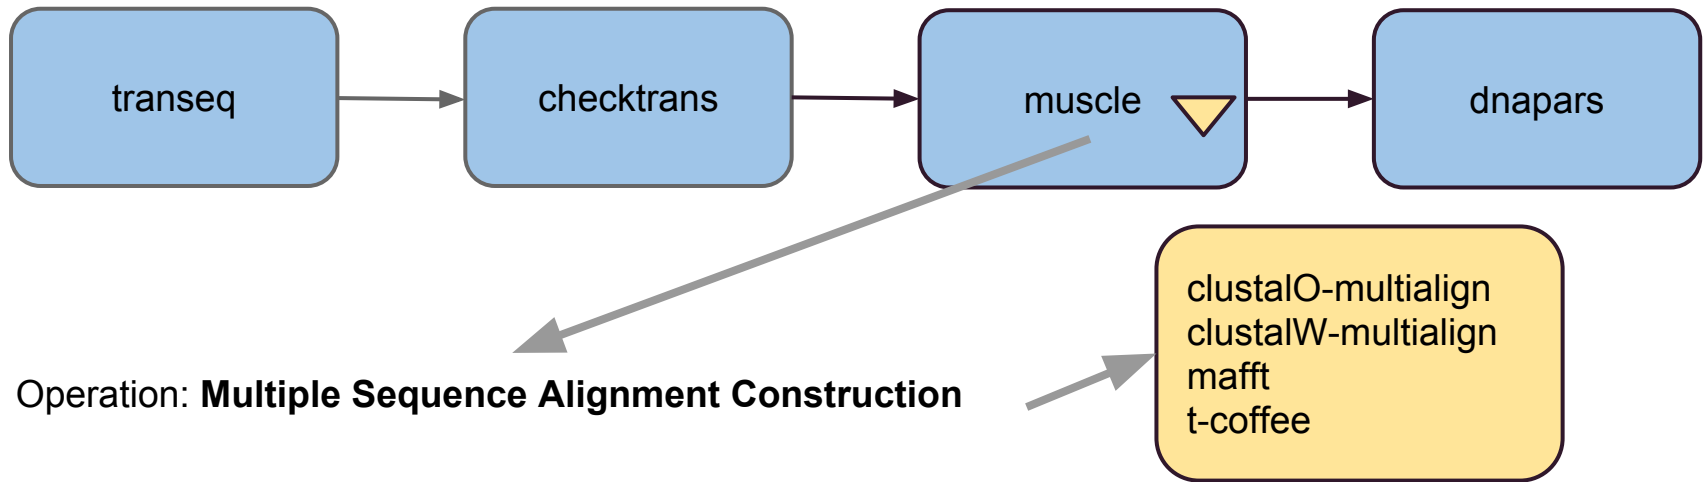 transeq
checktrans
muscle
dnapars
Operation: Multiple Sequence Alignment Construction
clustalO-multialign
clustalW-multialign
mafft
t-coffee